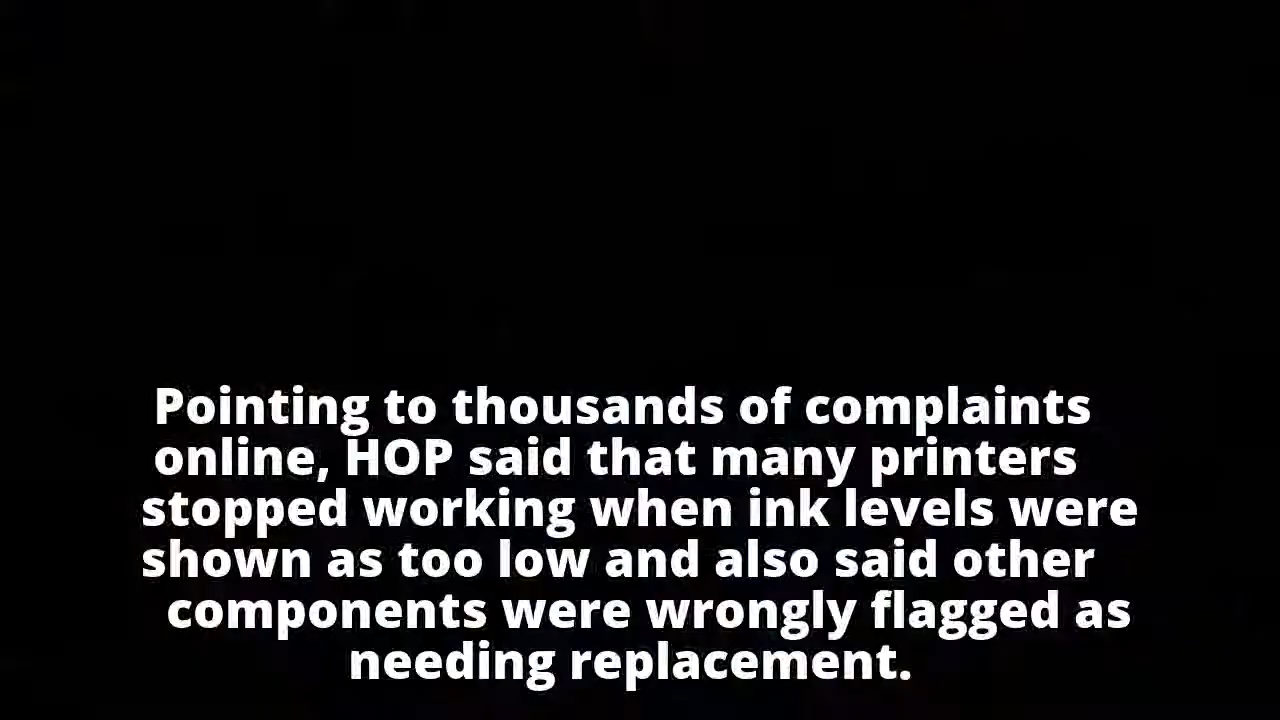 Pointing to thousands of complaints
online, HOP said that many printers
stopped working when ink levels were
shown as too low and also said other
components were wrongly flagged as
needing replacement.